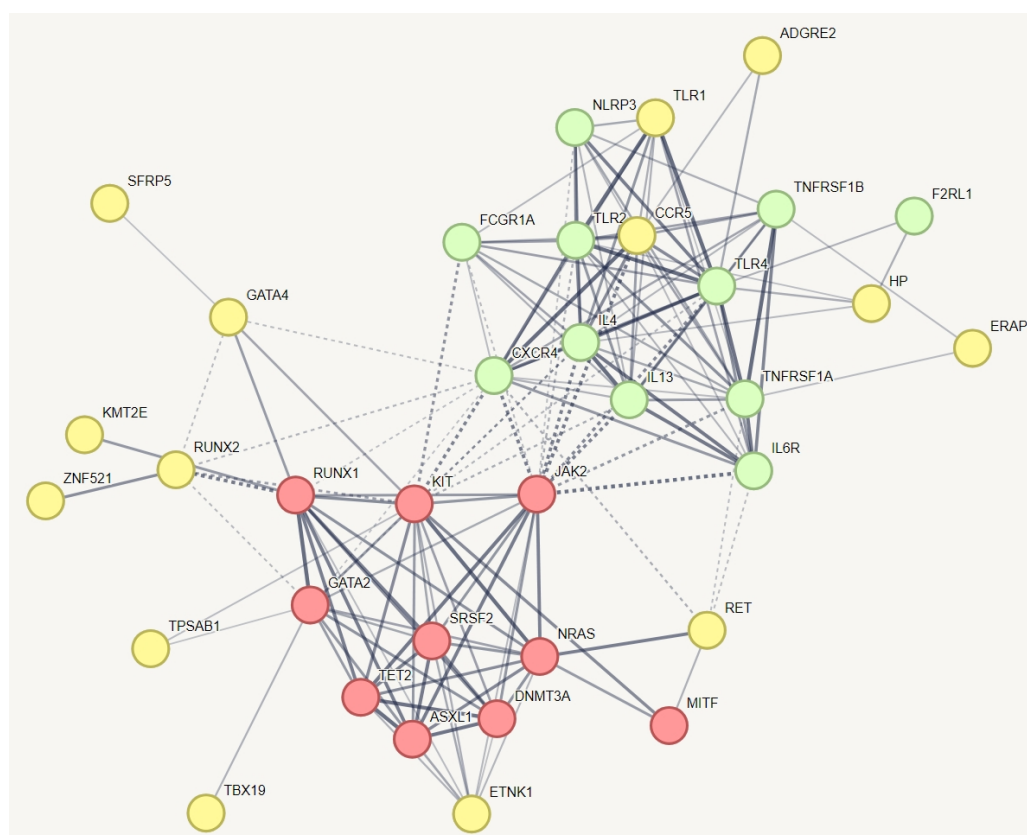 ADGRE2
NLRP3
TLR1
SFRP5
TNFRSF1B
F2RL1
FCGR1A
TLR2
CCR5
TLR4
HP
GATA4
IL4
ERAP
CXCR4
IL13
TNFRSF1A
KMT2E
RUNX2
IL6R
ZNF521
RUNX1
KIT
JAK2
GATA2
SRSF2
RET
TPSAB1
NRAS
TET2
DNMT3A
ASXL1
MITF
TBX19
ETNK1